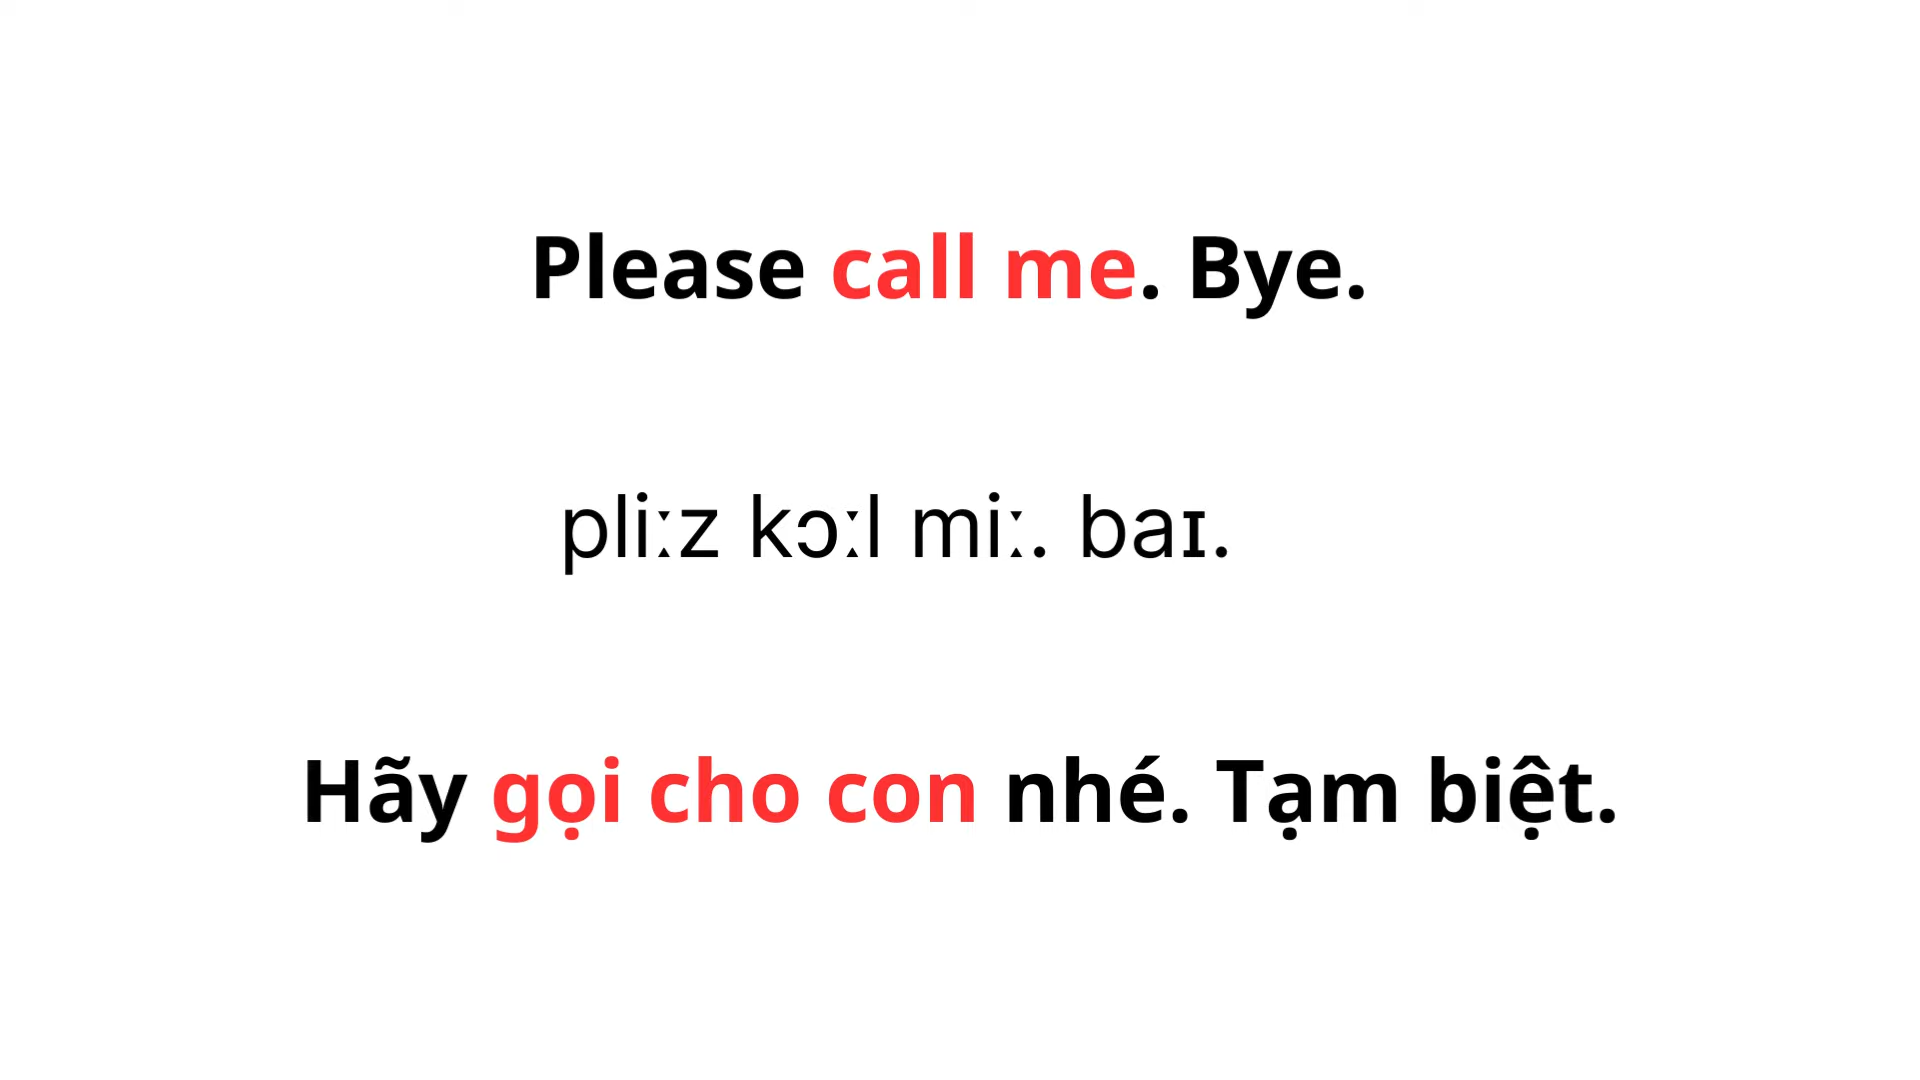 Please call me. Bye.
pliːz kɔːl miː. baɪ.
Hãy gọi cho con nhé. Tạm biệt.